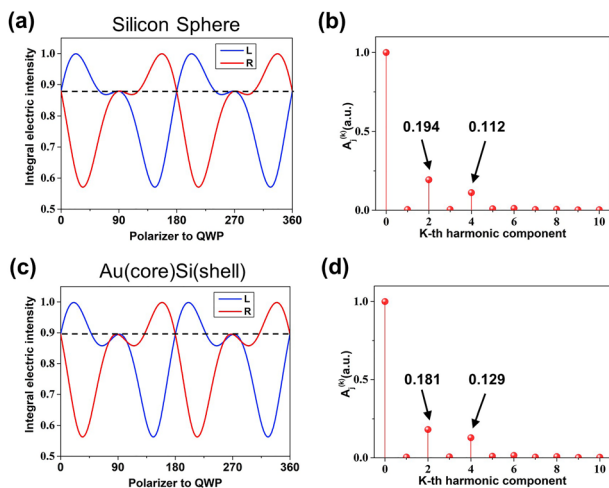 (a) Silicon Sphere
L
R
Integral electric intensity
1.0
0.9
0.8
0.7
0.6
0.5
0 90 180 270 360
Polarizer to QWP
(b)
A_j^(k)(a.u.)
1.0
0.5
0.0
0.194
0.112
0 2 4 6 8 10
K-th harmonic component
(c) Au(core)Si(shell)
L
R
Integral electric intensity
1.0
0.9
0.8
0.7
0.6
0.5
0 90 180 270 360
Polarizer to QWP
(d)
A_j^(k)(a.u.)
1.0
0.5
0.0
0.181
0.129
0 2 4 6 8 10
K-th harmonic component